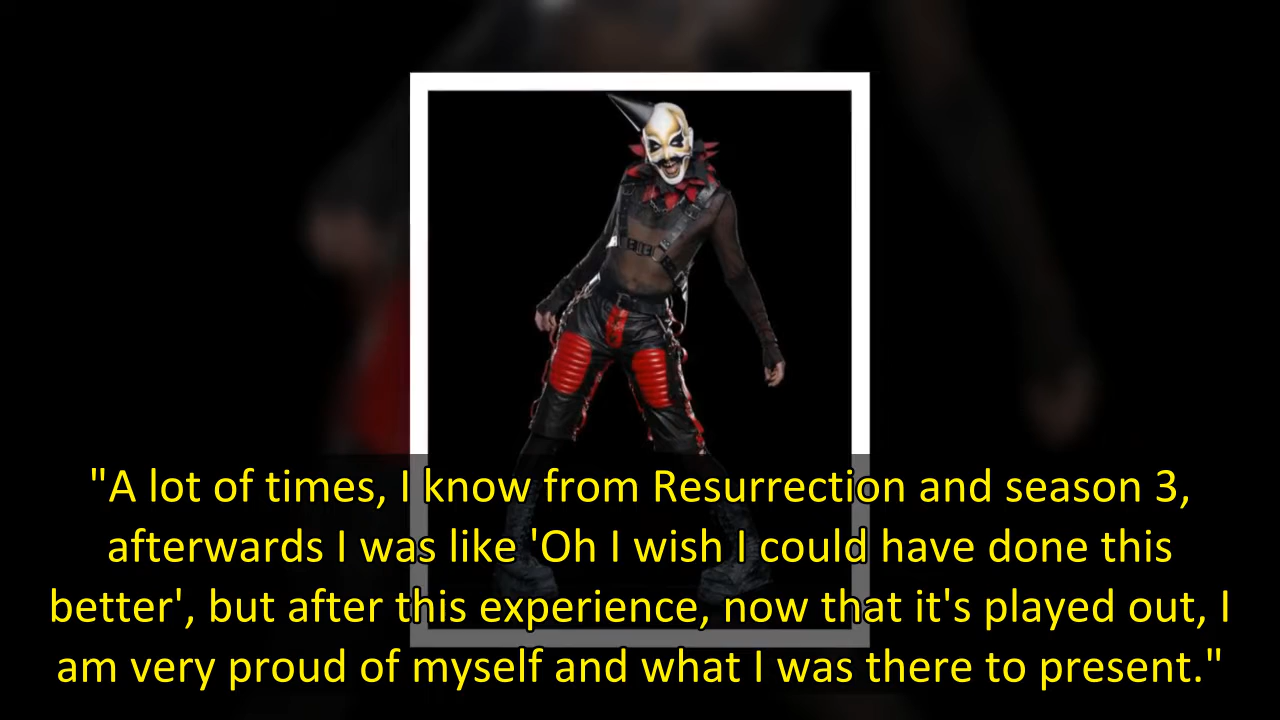 "A lot of times, I know from Resurrection and season 3,
afterwards I was like 'Oh I wish I could have done this
better', but after this experience, now that it's played out, I
am very proud of myself and what I was there to present."